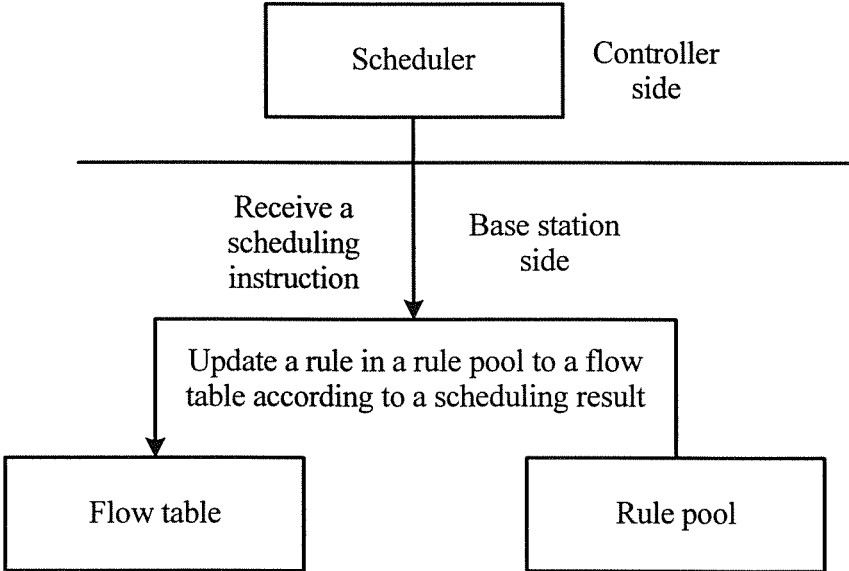 Scheduler
Controller
side
Receive a
scheduling
instruction
Base station
side
Update a rule in a rule pool to a flow
table according to a scheduling result
Flow table
Rule pool